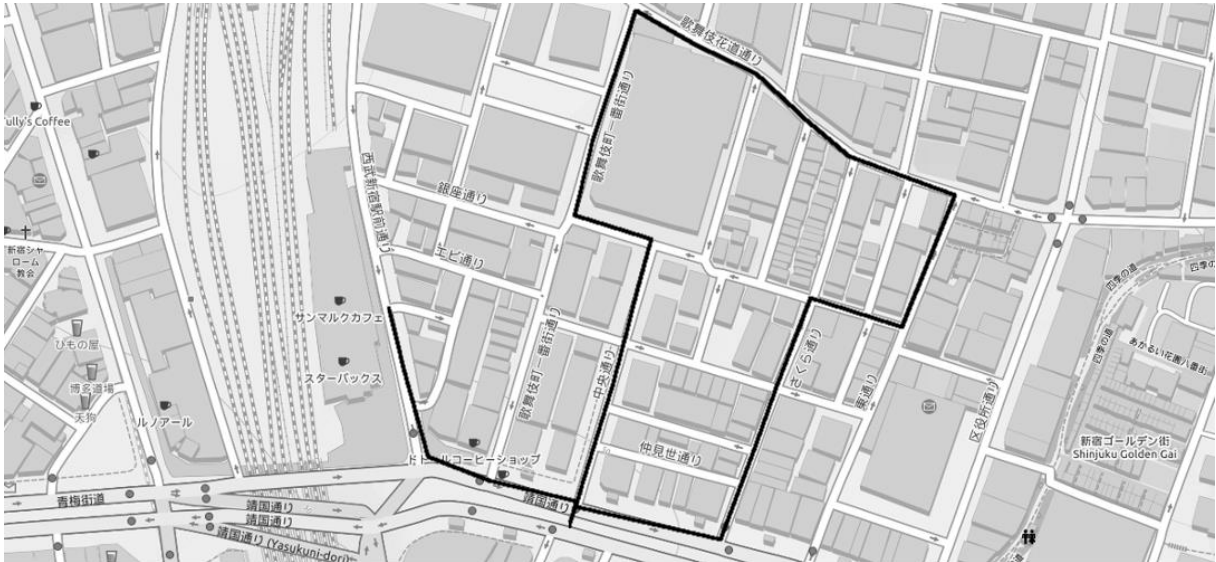 Tully's Coffee
新宿シャ
ローム
教会
ひもの屋
博多道場
天狗
ルノアール
青梅街道
サンマルクカフェ
スターバックス
西武新宿駅前通り
銀座通り
エビ通り
歌舞伎町一番街通り
ドトールコーヒーショップ
靖国通り
靖国通り
靖国通り (Yasukuni-dori)
靖国通り
歌舞伎町一番街通り
歌舞伎花道通り
中央通り
仲見世通り
さくら通り
東通り
区役所通り
四季の道
四季の道
四季の
あかるい花園八番街
新宿ゴールデン街
Shinjuku Golden Gai